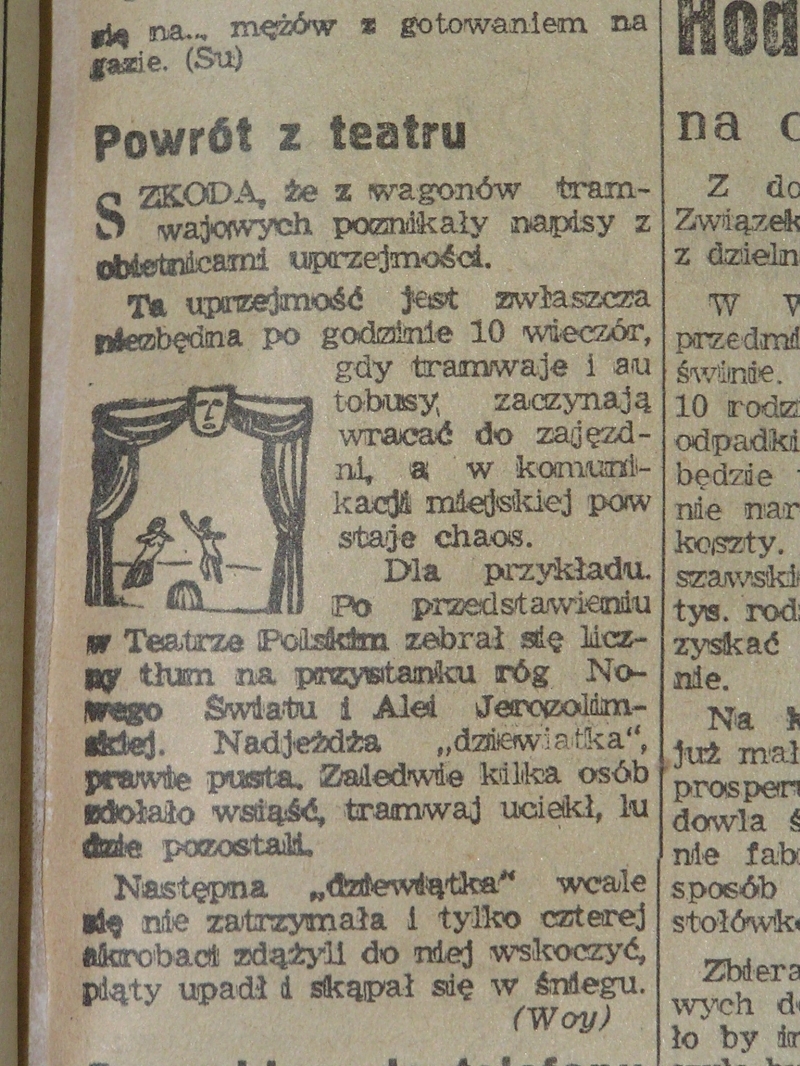 się na... mężów z gotowaniem na
gazie. (Su)
Powrót z teatru
SZKODA, że z wagonów tram-
wajowych poznikały napisy z
obietnicami uprzejmości.
Ta uprzejmość jest zwłaszcza
niezbędna po godzinie 10 wieczór,
gdy tramwaje i au
tobusy, zaczynają
wracać do zajezd-
ni, a w komuni-
kacji miejskiej pow
staje chaos.
Dla przykładu.
Po przedstawieniu
w Teatrze Polskim zebrał się licz-
ny tłum na przystanku róg No-
wego Światu i Alei Jerozolim-
skiej. Nadjeżdża „dziewiątka“,
prawie pusta. Zaledwie kilka osób
zdołało wsiąść, tramwaj uciekł, lu
dzie pozostali.
Następna „dziewiątka“ wcale
się nie zatrzymała i tylko czterej
akrobaci zdążyli do niej wskoczyć,
piąty upadł i skąpał się w śniegu.
(Woy)
Hod
na
Z do
Związek
z dzieln
W
przedmi
świnie.
10 rodzi
odpadki
będzie
nie nar
koszty.
szawski
tys. rod
zyskać
nie.
Na k
już mał
prosper
dowla ś
nie fab
sposób
stołówk
Zbiera
wych d
ło by